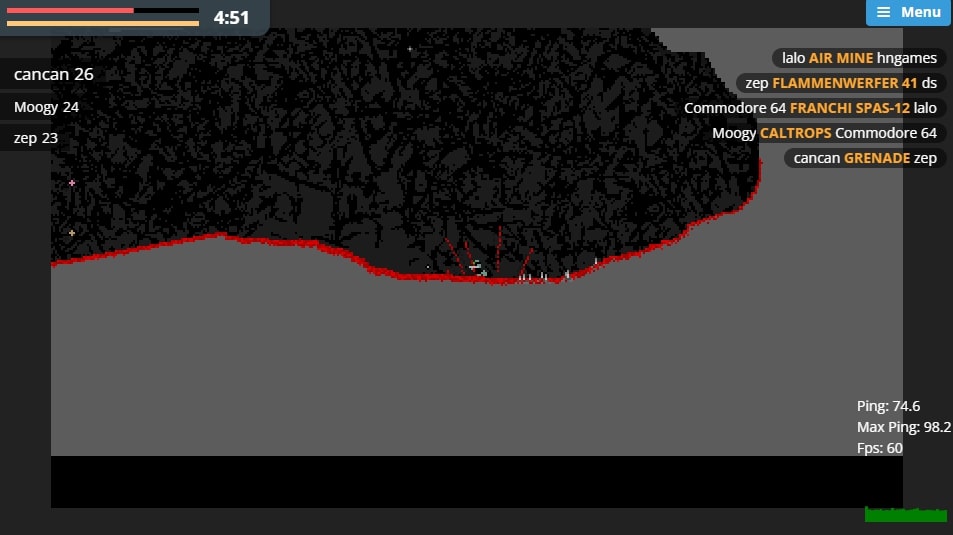 4:51
Menu
cancan 26
Moogy 24
zep 23
lalo AIR MINE hngames
zep FLAMMENWERFER 41 ds
Commodore 64 FRANCHI SPAS-12 lalo
Moogy CALTROPS Commodore 64
cancan GRENADE zep
Ping: 74.6
Max Ping: 98.2
Fps: 60